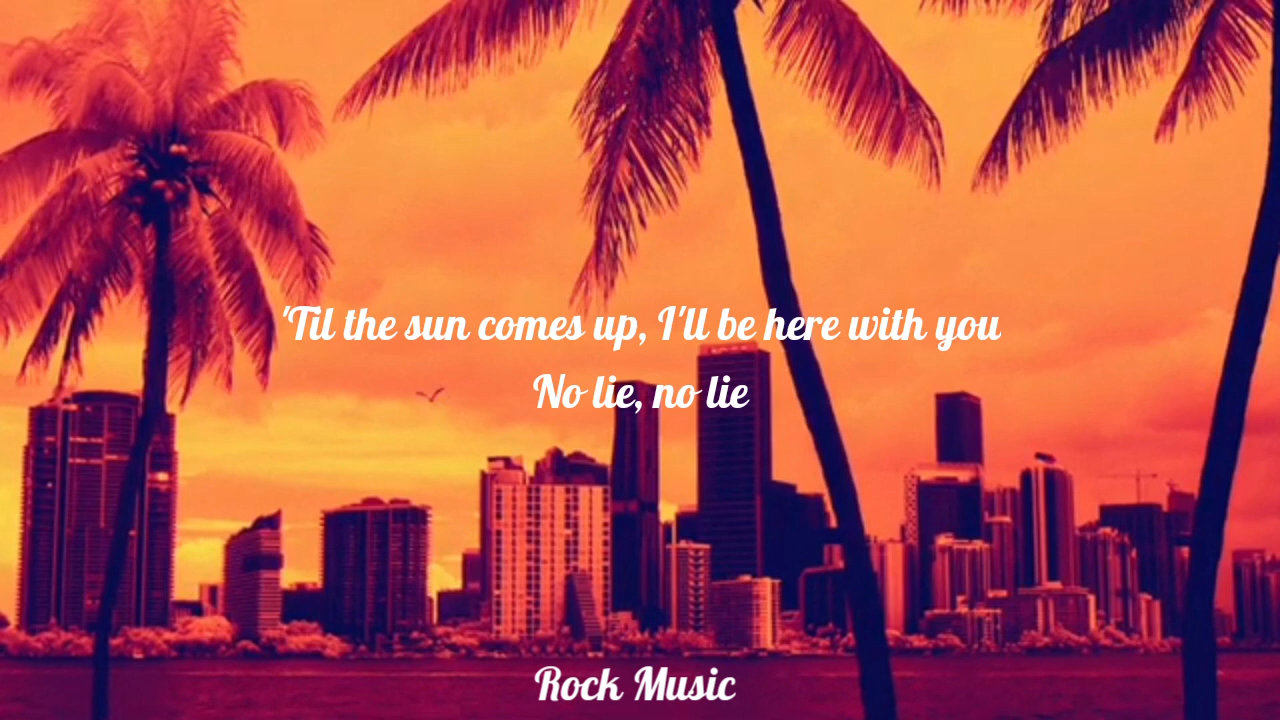 'Til the sun comes up, I'll be here with you
No lie, no lie
Rock Music